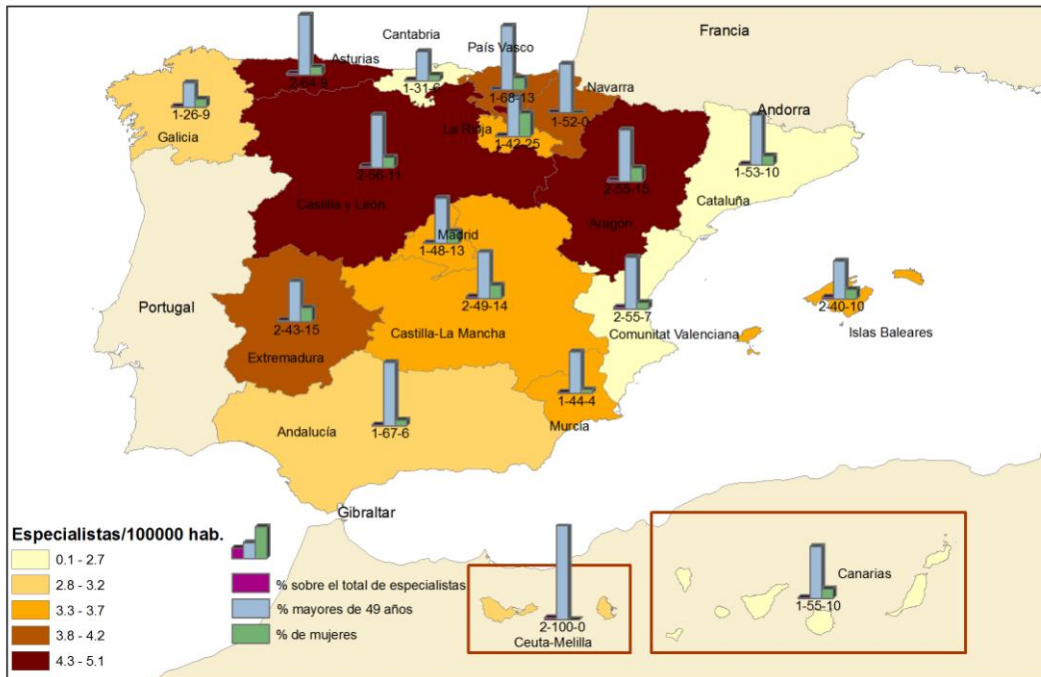 Francia
Cantabria
País Vasco
Asturias
2-64-9
1-31-6
1-68-13
Navarra
1-52-0
1-26-9
Galicia
La Rioja
1-42-25
Andorra
1-53-10
Cataluña
2-56-11
Castilla y León
2-55-15
Aragón
Madrid
1-48-13
Portugal
2-49-14
Castilla-La Mancha
2-55-7
Comunitat Valenciana
2-40-10
Islas Baleares
2-43-15
Extremadura
1-44-4
Murcia
Andalucía
1-67-6
Gibraltar
Especialistas/100000 hab.
0.1 - 2.7
2.8 - 3.2
3.3 - 3.7
3.8 - 4.2
4.3 - 5.1
% sobre el total de especialistas
% mayores de 49 años
% de mujeres
2-100-0
Ceuta-Melilla
Canarias
1-55-10